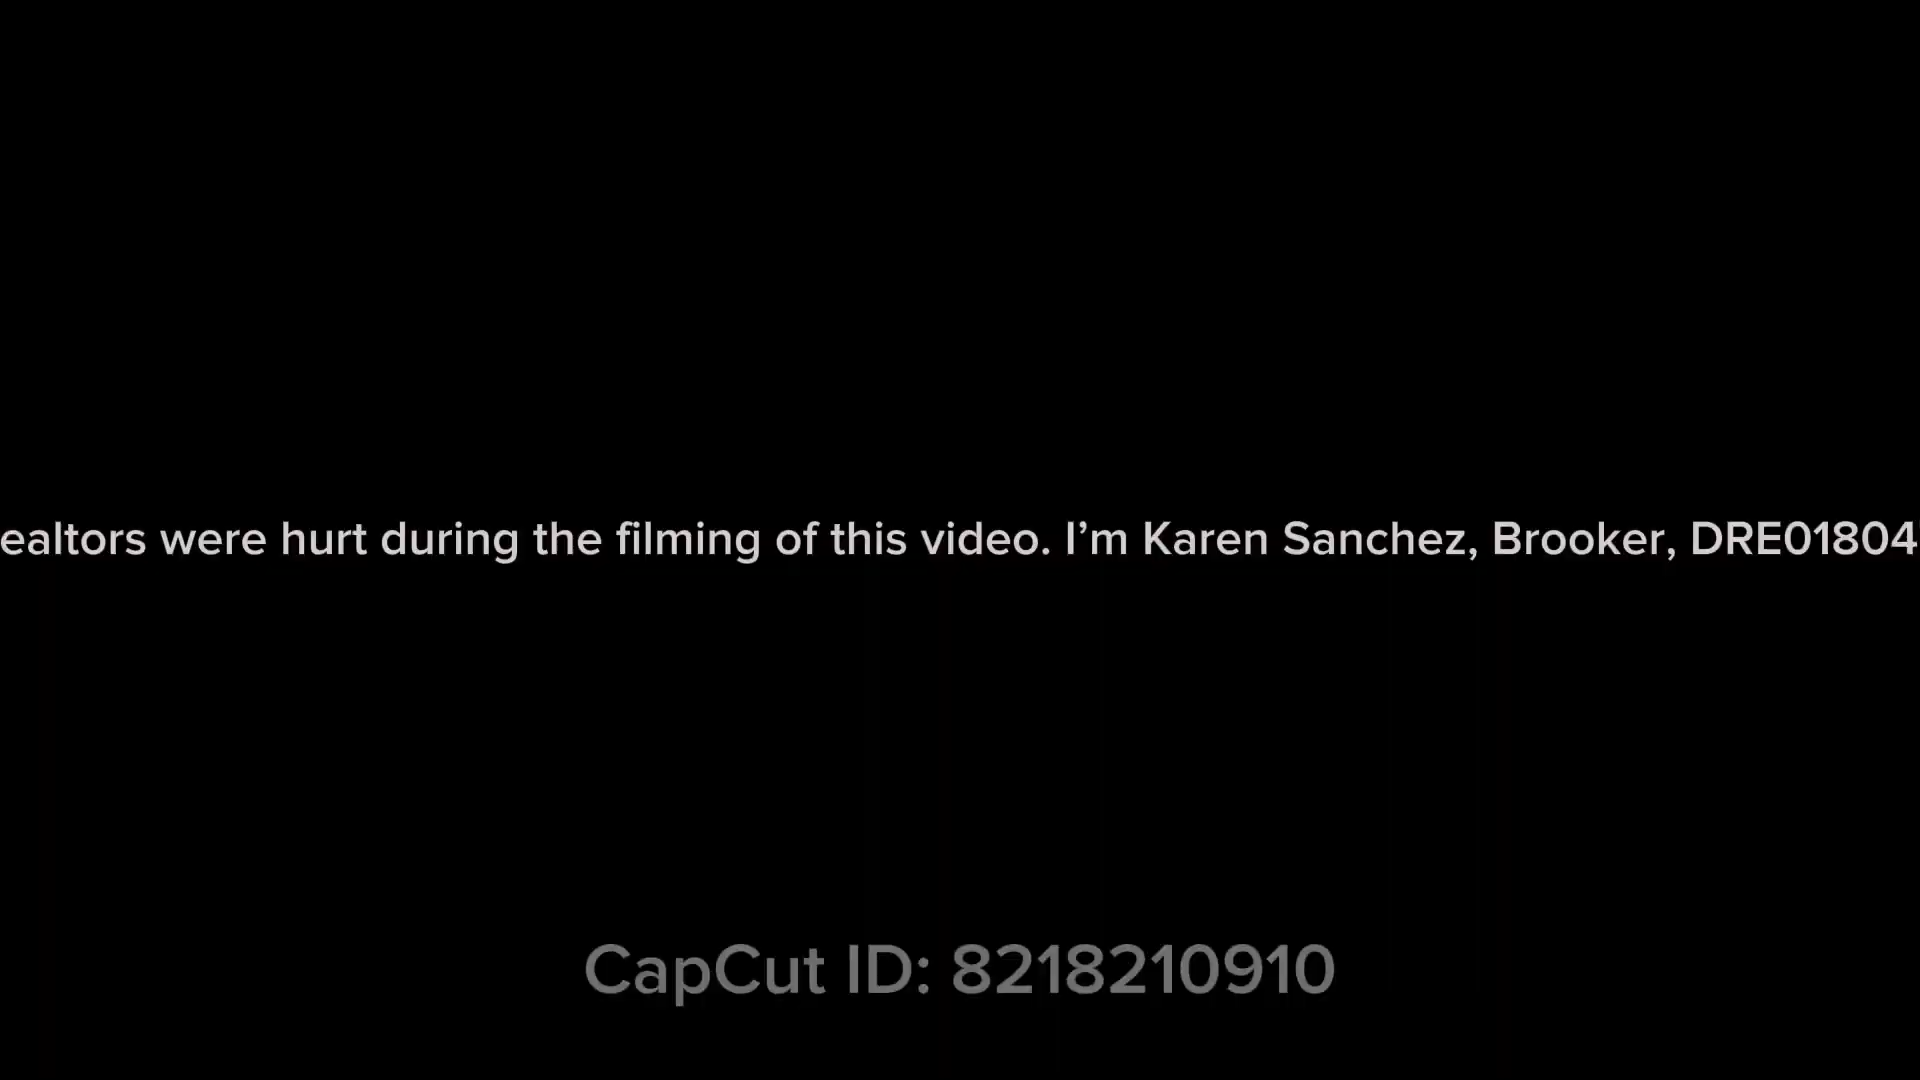 ealtors were hurt during the filming of this video. I’m Karen Sanchez, Brooker, DRE01804
CapCut ID: 8218210910